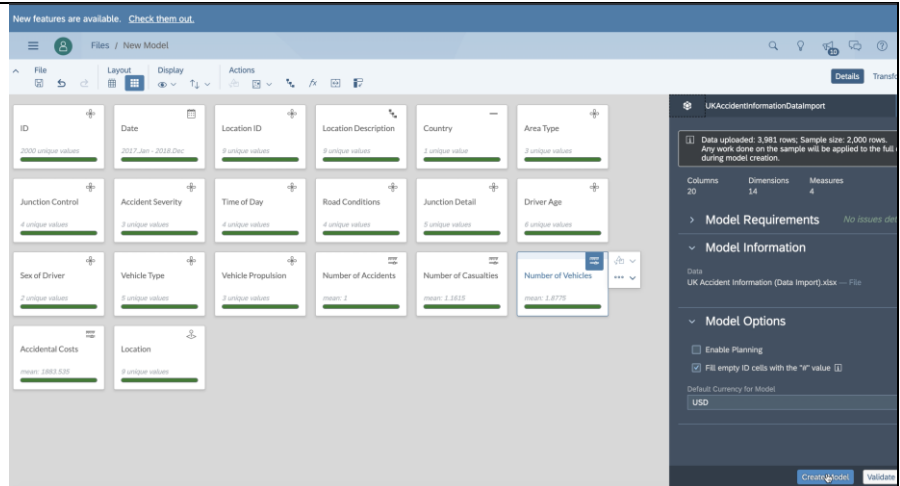 New features are available. Check them out.
Files / New Model
File Layout Display Actions
Details Transfo
UKAccidentInformationDataImport
Data uploaded: 3,981 rows; Sample size: 2,000 rows.
Any work done on the sample will be applied to the full
during model creation.
Columns Dimensions Measures
20 14 4
Model Requirements No issues det
Model Information
Data
UK Accident Information (Data Import).xlsx — File
Model Options
Enable Planning
Fill empty ID cells with the "#" value
Default Currency for Model
USD
Create Model Validate
ID Date Location ID Location Description Country Area Type
2000 unique values 2017.Jan - 2018.Dec 9 unique values 9 unique values 1 unique value 3 unique values
Junction Control Accident Severity Time of Day Road Conditions Junction Detail Driver Age
4 unique values 3 unique values 4 unique values 4 unique values 5 unique values 6 unique values
Sex of Driver Vehicle Type Vehicle Propulsion Number of Accidents Number of Casualties Number of Vehicles
2 unique values 5 unique values 3 unique values mean: 1 mean: 1.1615 mean: 1.8775
Accidental Costs Location
mean: 1883.535 9 unique values